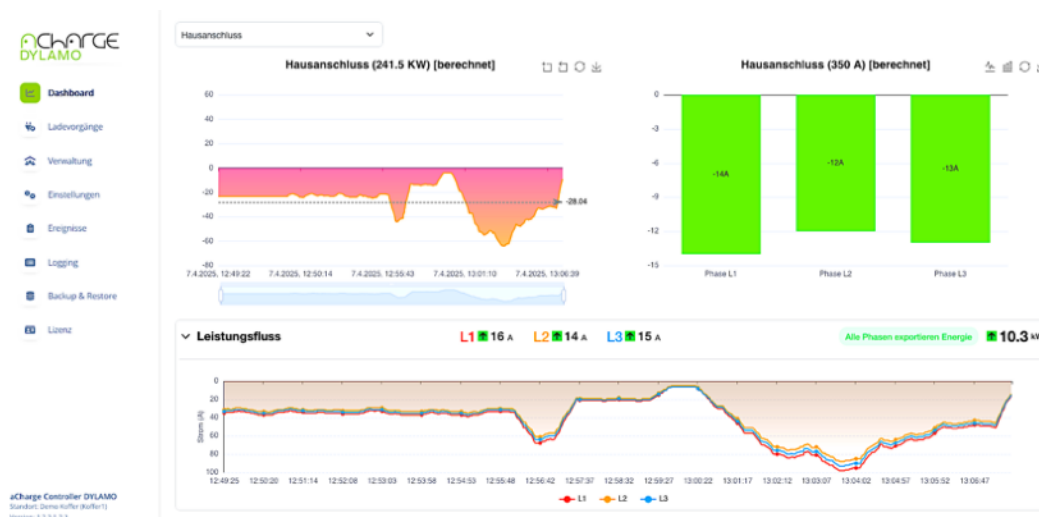 aCHARGE
DYLAMO
Dashboard
Ladevorgänge
Verwaltung
Einstellungen
Ereignisse
Logging
Backup & Restore
Lizenz
aCharge Controller DYLAMO
Standort: Demo Koffer (Koffer1)
Hausanschluss
Hausanschluss (241.5 KW) [berechnet]
60
40
20
0
-20
-40
-60
-80
-28.04
7.4.2025, 12:49:22 7.4.2025, 12:50:14 7.4.2025, 12:55:43 7.4.2025, 13:01:10 7.4.2025, 13:06:39
Hausanschluss (350 A) [berechnet]
0
-3
-6
-9
-12
-15
-14A
-12A
-13A
Phase L1 Phase L2 Phase L3
Leistungsfluss
L1 16 A L2 14 A L3 15 A
Alle Phasen exportieren Energie
10.3 kW
Strom (A)
0
20
40
60
80
100
12:49:25 12:50:20 12:51:14 12:52:08 12:53:03 12:53:58 12:54:53 12:55:48 12:56:42 12:57:37 12:58:32 12:59:27 13:00:22 13:01:17 13:02:12 13:03:07 13:04:02 13:04:57 13:05:52 13:06:47
L1 L2 L3